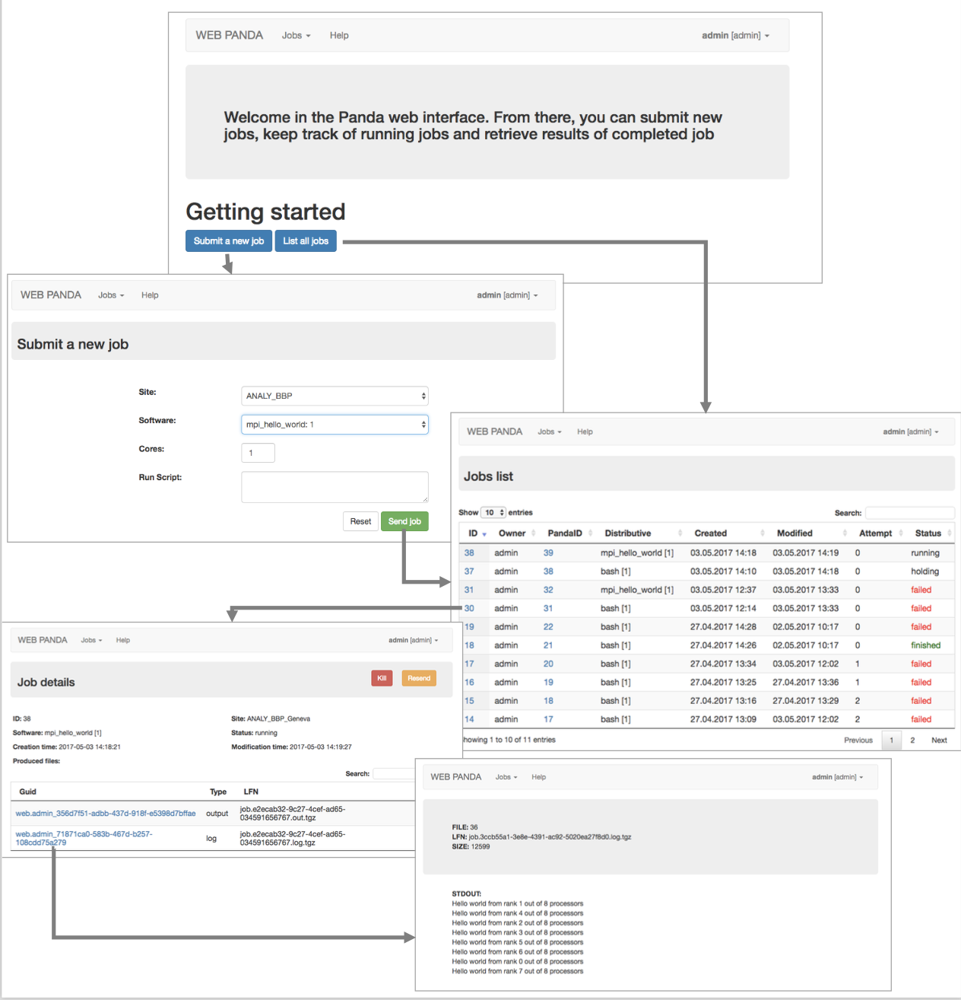 WEB PANDA Jobs Help admin [admin]
Welcome in the Panda web interface. From there, you can submit new
jobs, keep track of running jobs and retrieve results of completed job
Getting started
Submit a new job List all jobs
WEB PANDA Jobs Help admin [admin]
Submit a new job
Site: ANALY_BBP
Software: mpi_hello_world: 1
Cores: 1
Run Script:
Reset Send job
WEB PANDA Jobs Help admin [admin]
Jobs list
Show 10 entries Search:
ID Owner PandaID Distributive Created Modified Attempt Status
38 admin 39 mpi_hello_world [1] 03.05.2017 14:18 03.05.2017 14:19 0 running
37 admin 38 bash [1] 03.05.2017 14:10 03.05.2017 14:18 0 holding
31 admin 32 mpi_hello_world [1] 03.05.2017 12:37 03.05.2017 13:33 0 failed
30 admin 31 bash [1] 03.05.2017 12:14 03.05.2017 13:33 0 failed
19 admin 22 bash [1] 27.04.2017 14:28 02.05.2017 10:17 0 failed
18 admin 21 bash [1] 27.04.2017 14:26 02.05.2017 10:17 0 finished
17 admin 20 bash [1] 27.04.2017 13:34 03.05.2017 12:02 1 failed
16 admin 19 bash [1] 27.04.2017 13:25 27.04.2017 13:36 1 failed
15 admin 18 bash [1] 27.04.2017 13:16 27.04.2017 13:29 2 failed
14 admin 17 bash [1] 27.04.2017 13:09 03.05.2017 12:02 2 failed
howing 1 to 10 of 11 entries Previous 1 2 Next
WEB PANDA Jobs Help admin [admin]
Job details Kill Resend
ID: 38 Site: ANALY_BBP_Geneva
Software: mpi_hello_world [1] Status: running
Creation time: 2017-05-03 14:18:21 Modification time: 2017-05-03 14:19:27
Produced files:
Search:
Guid Type LFN
web.admin_356d7f51-adbb-437d-918f-e5398d7bffae output job.e2ecab32-9c27-4cef-ad65-
034591656767.out.tgz
web.admin_71871ca0-583b-467d-b257- log job.e2ecab32-9c27-4cef-ad65-
108cdd75a279 034591656767.log.tgz
WEB PANDA Jobs Help admin [admin]
FILE: 36
LFN: job.3ccb55a1-3e8e-4391-ac92-5020ea27f8d0.log.tgz
SIZE: 12599
STDOUT:
Hello world from rank 1 out of 8 processors
Hello world from rank 4 out of 8 processors
Hello world from rank 2 out of 8 processors
Hello world from rank 3 out of 8 processors
Hello world from rank 5 out of 8 processors
Hello world from rank 6 out of 8 processors
Hello world from rank 0 out of 8 processors
Hello world from rank 7 out of 8 processors